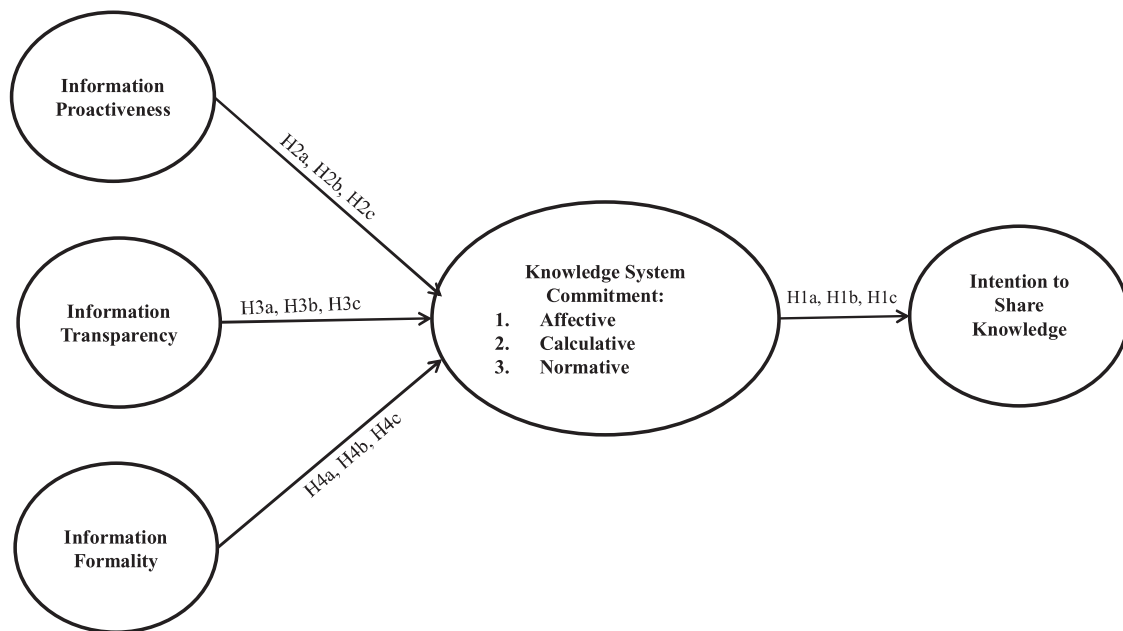 Information
Proactiveness
H2a, H2b, H2c
Information
Transparency
H3a, H3b, H3c
Information
Formality
H4a, H4b, H4c
Knowledge System
Commitment:
1. Affective
2. Calculative
3. Normative
H1a, H1b, H1c
Intention to
Share
Knowledge